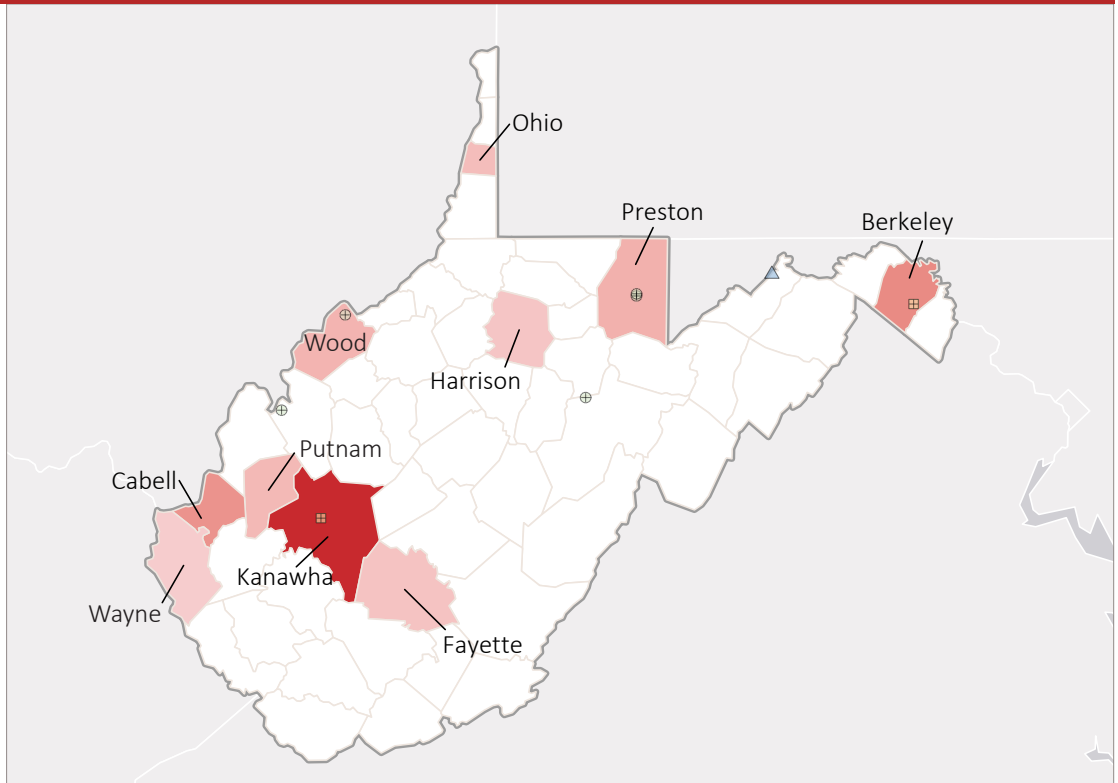 Ohio
Preston
Berkeley
Wood
Harrison
Putnam
Cabell
Kanawha
Wayne
Fayette